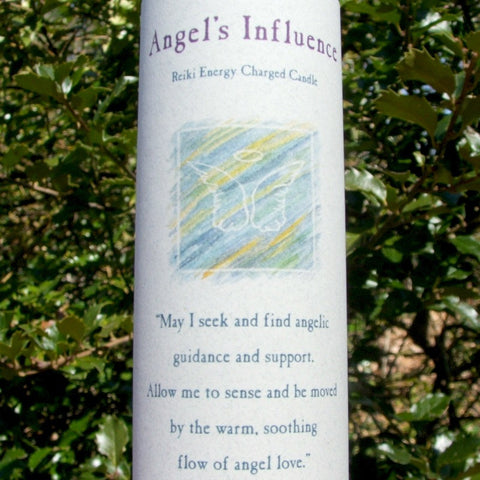 Angel's Influence
Reiki Energy Charged Candle
"May I seek and find angelic
guidance and support.
Allow me to sense and be moved
by the warm, soothing
flow of angel love."